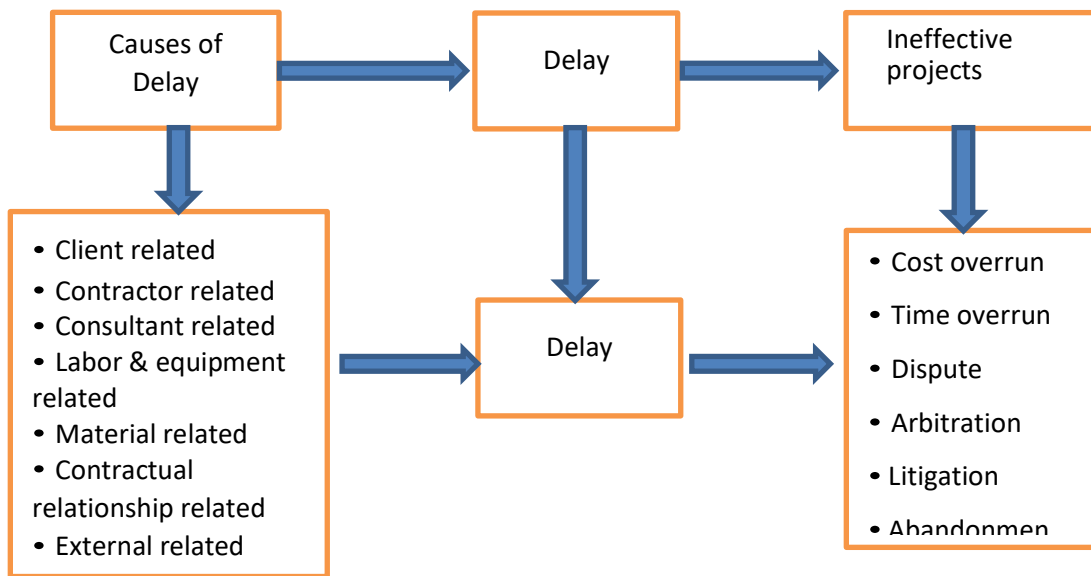 Causes of
Delay
Delay
Ineffective
projects
• Client related
• Contractor related
• Consultant related
• Labor & equipment
related
• Material related
• Contractual
relationship related
• External related
Delay
• Cost overrun
• Time overrun
• Dispute
• Arbitration
• Litigation
• Abandonmen